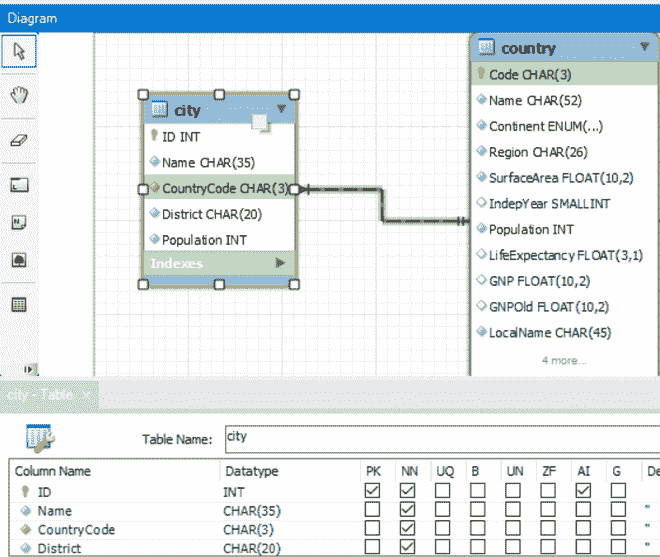 Diagram
city
ID INT
Name CHAR(35)
CountryCode CHAR(3)
District CHAR(20)
Population INT
Indexes
country
Code CHAR(3)
Name CHAR(52)
Continent ENUM(...)
Region CHAR(26)
SurfaceArea FLOAT(10,2)
IndepYear SMALLINT
Population INT
LifeExpectancy FLOAT(3,1)
GNP FLOAT(10,2)
GNPOld FLOAT(10,2)
LocalName CHAR(45)
4 more...
city - Table
Table Name: city
Column Name Datatype PK NN UQ B UN ZF AI G De
ID INT
Name CHAR(35) "
CountryCode CHAR(3) "
District CHAR(20) "